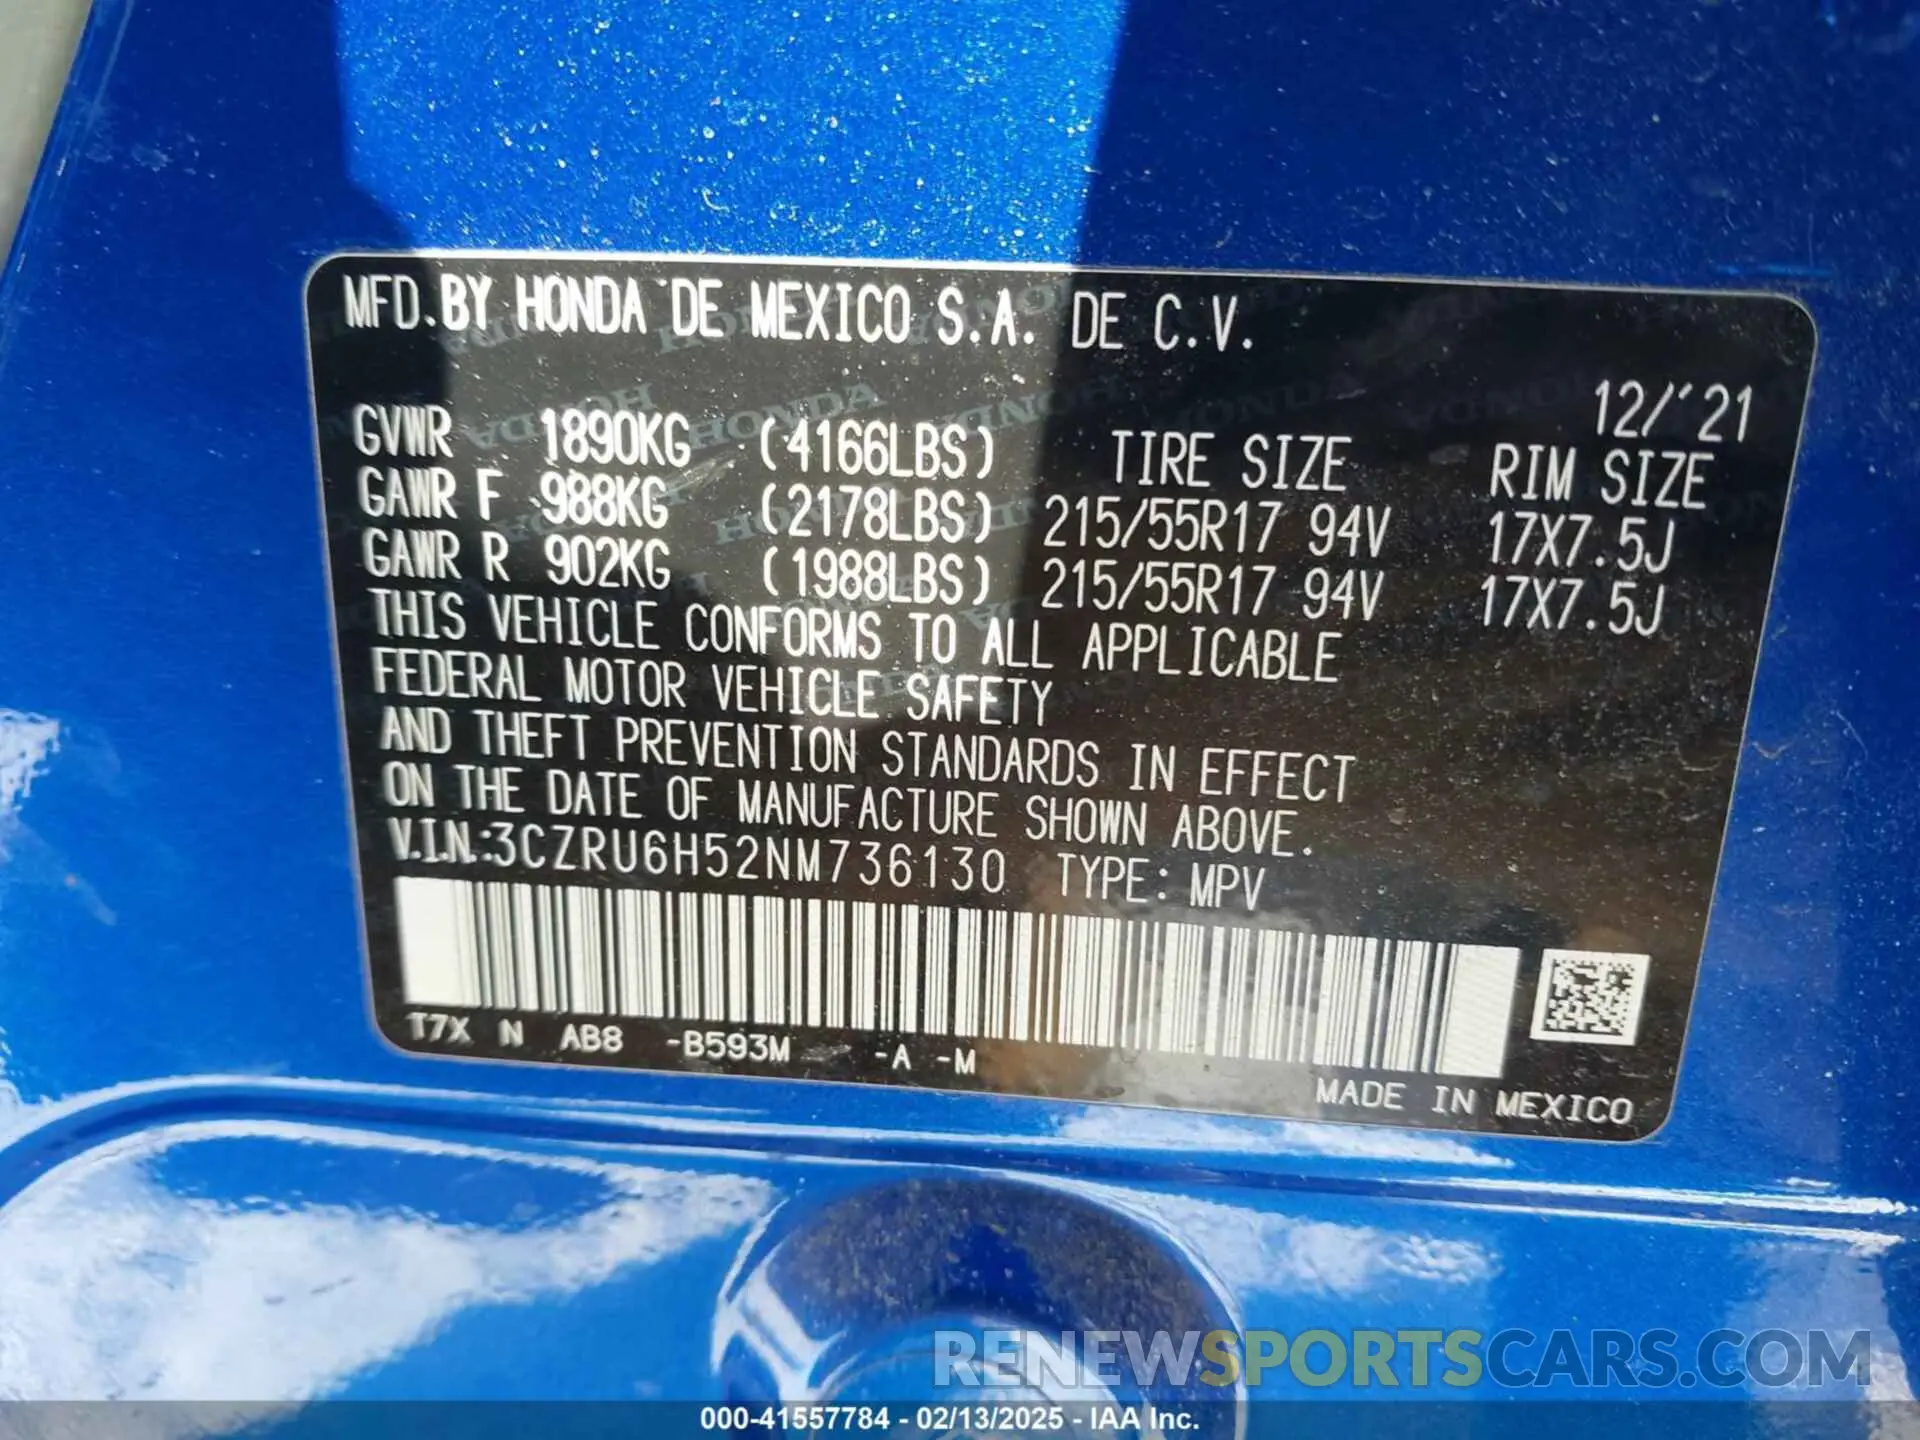 MFD.BY HONDA DE MEXICO S.A. DE C.V.
12/'21
GVWR 1890KG (4166LBS) TIRE SIZE RIM SIZE
GAWR F 988KG (2178LBS) 215/55R17 94V 17X7.5J
GAWR R 902KG (1988LBS) 215/55R17 94V 17X7.5J
THIS VEHICLE CONFORMS TO ALL APPLICABLE
FEDERAL MOTOR VEHICLE SAFETY
AND THEFT PREVENTION STANDARDS IN EFFECT
ON THE DATE OF MANUFACTURE SHOWN ABOVE.
V.I.N.:3CZRU6H52NM736130 TYPE: MPV
T7X N AB8 -B593M -A -M
MADE IN MEXICO
RENEWSPORTSCARS.COM
000-41557784 - 02/13/2025 - IAA Inc.